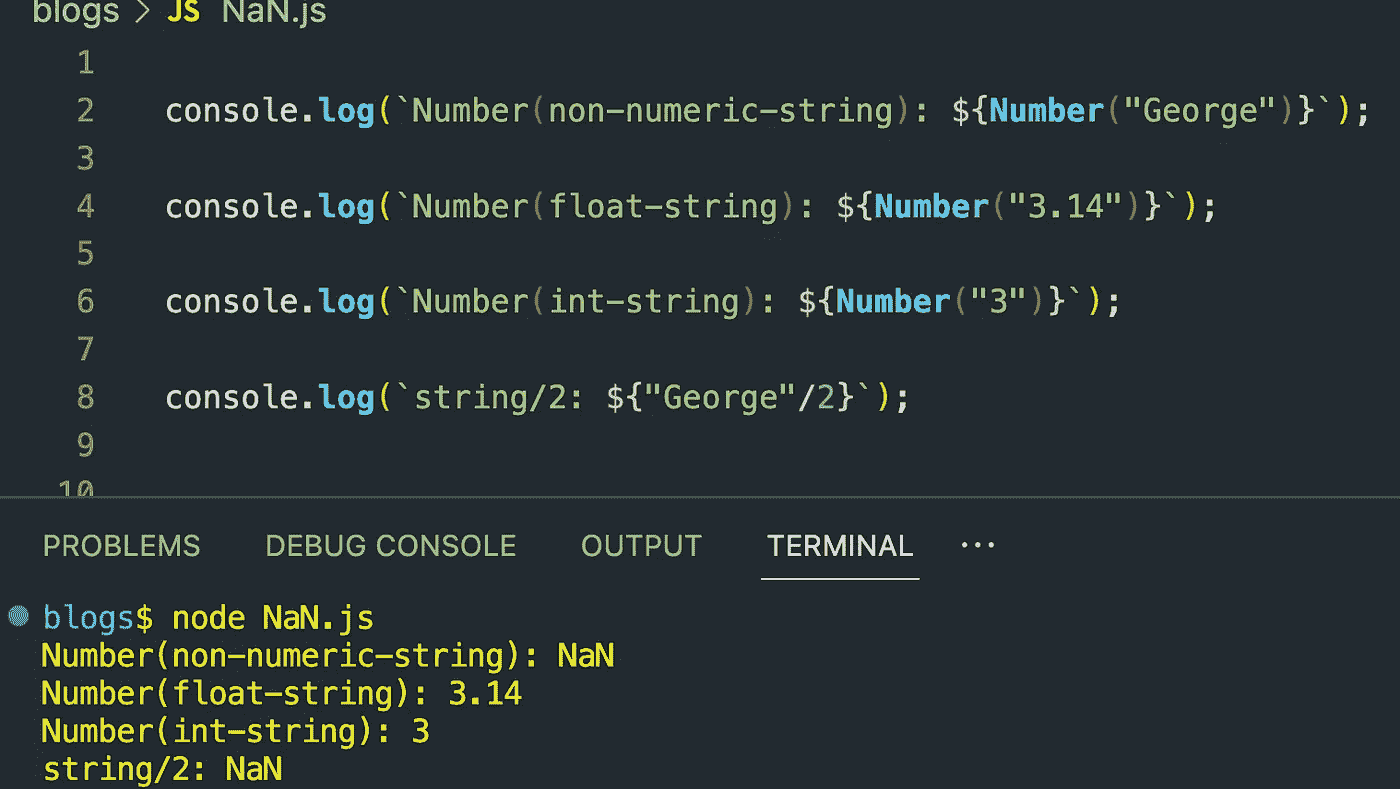 blogs > JS NaN.js
1
2 console.log(`Number(non-numeric-string): ${Number("George")}`);
3
4 console.log(`Number(float-string): ${Number("3.14")}`);
5
6 console.log(`Number(int-string): ${Number("3")}`);
7
8 console.log(`string/2: ${"George"/2}`);
9
10
PROBLEMS DEBUG CONSOLE OUTPUT TERMINAL ···
blogs$ node NaN.js
Number(non-numeric-string): NaN
Number(float-string): 3.14
Number(int-string): 3
string/2: NaN